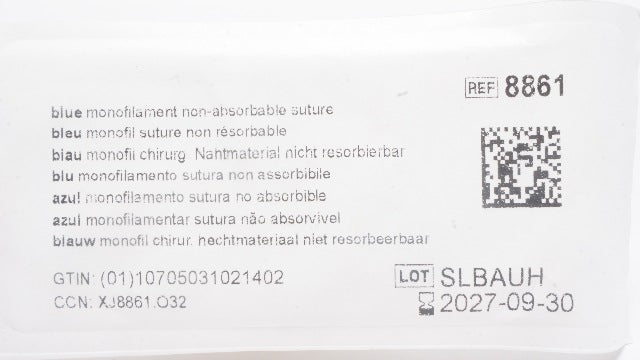 REF 8861
blue monofilament non-absorbable suture
bleu monofil suture non résorbable
blau monofil chirurg. Nahtmaterial nicht resorbierbar
blu monofilamento sutura non assorbibile
azul monofilamento sutura no absorbible
azul monofilamentar sutura não absorvível
blauw monofil chirur. hechtmateriaal niet resorbeerbaar
GTIN: (01)10705031021402
CCN: XJ8861.O32
LOT SLBAUH
2027-09-30